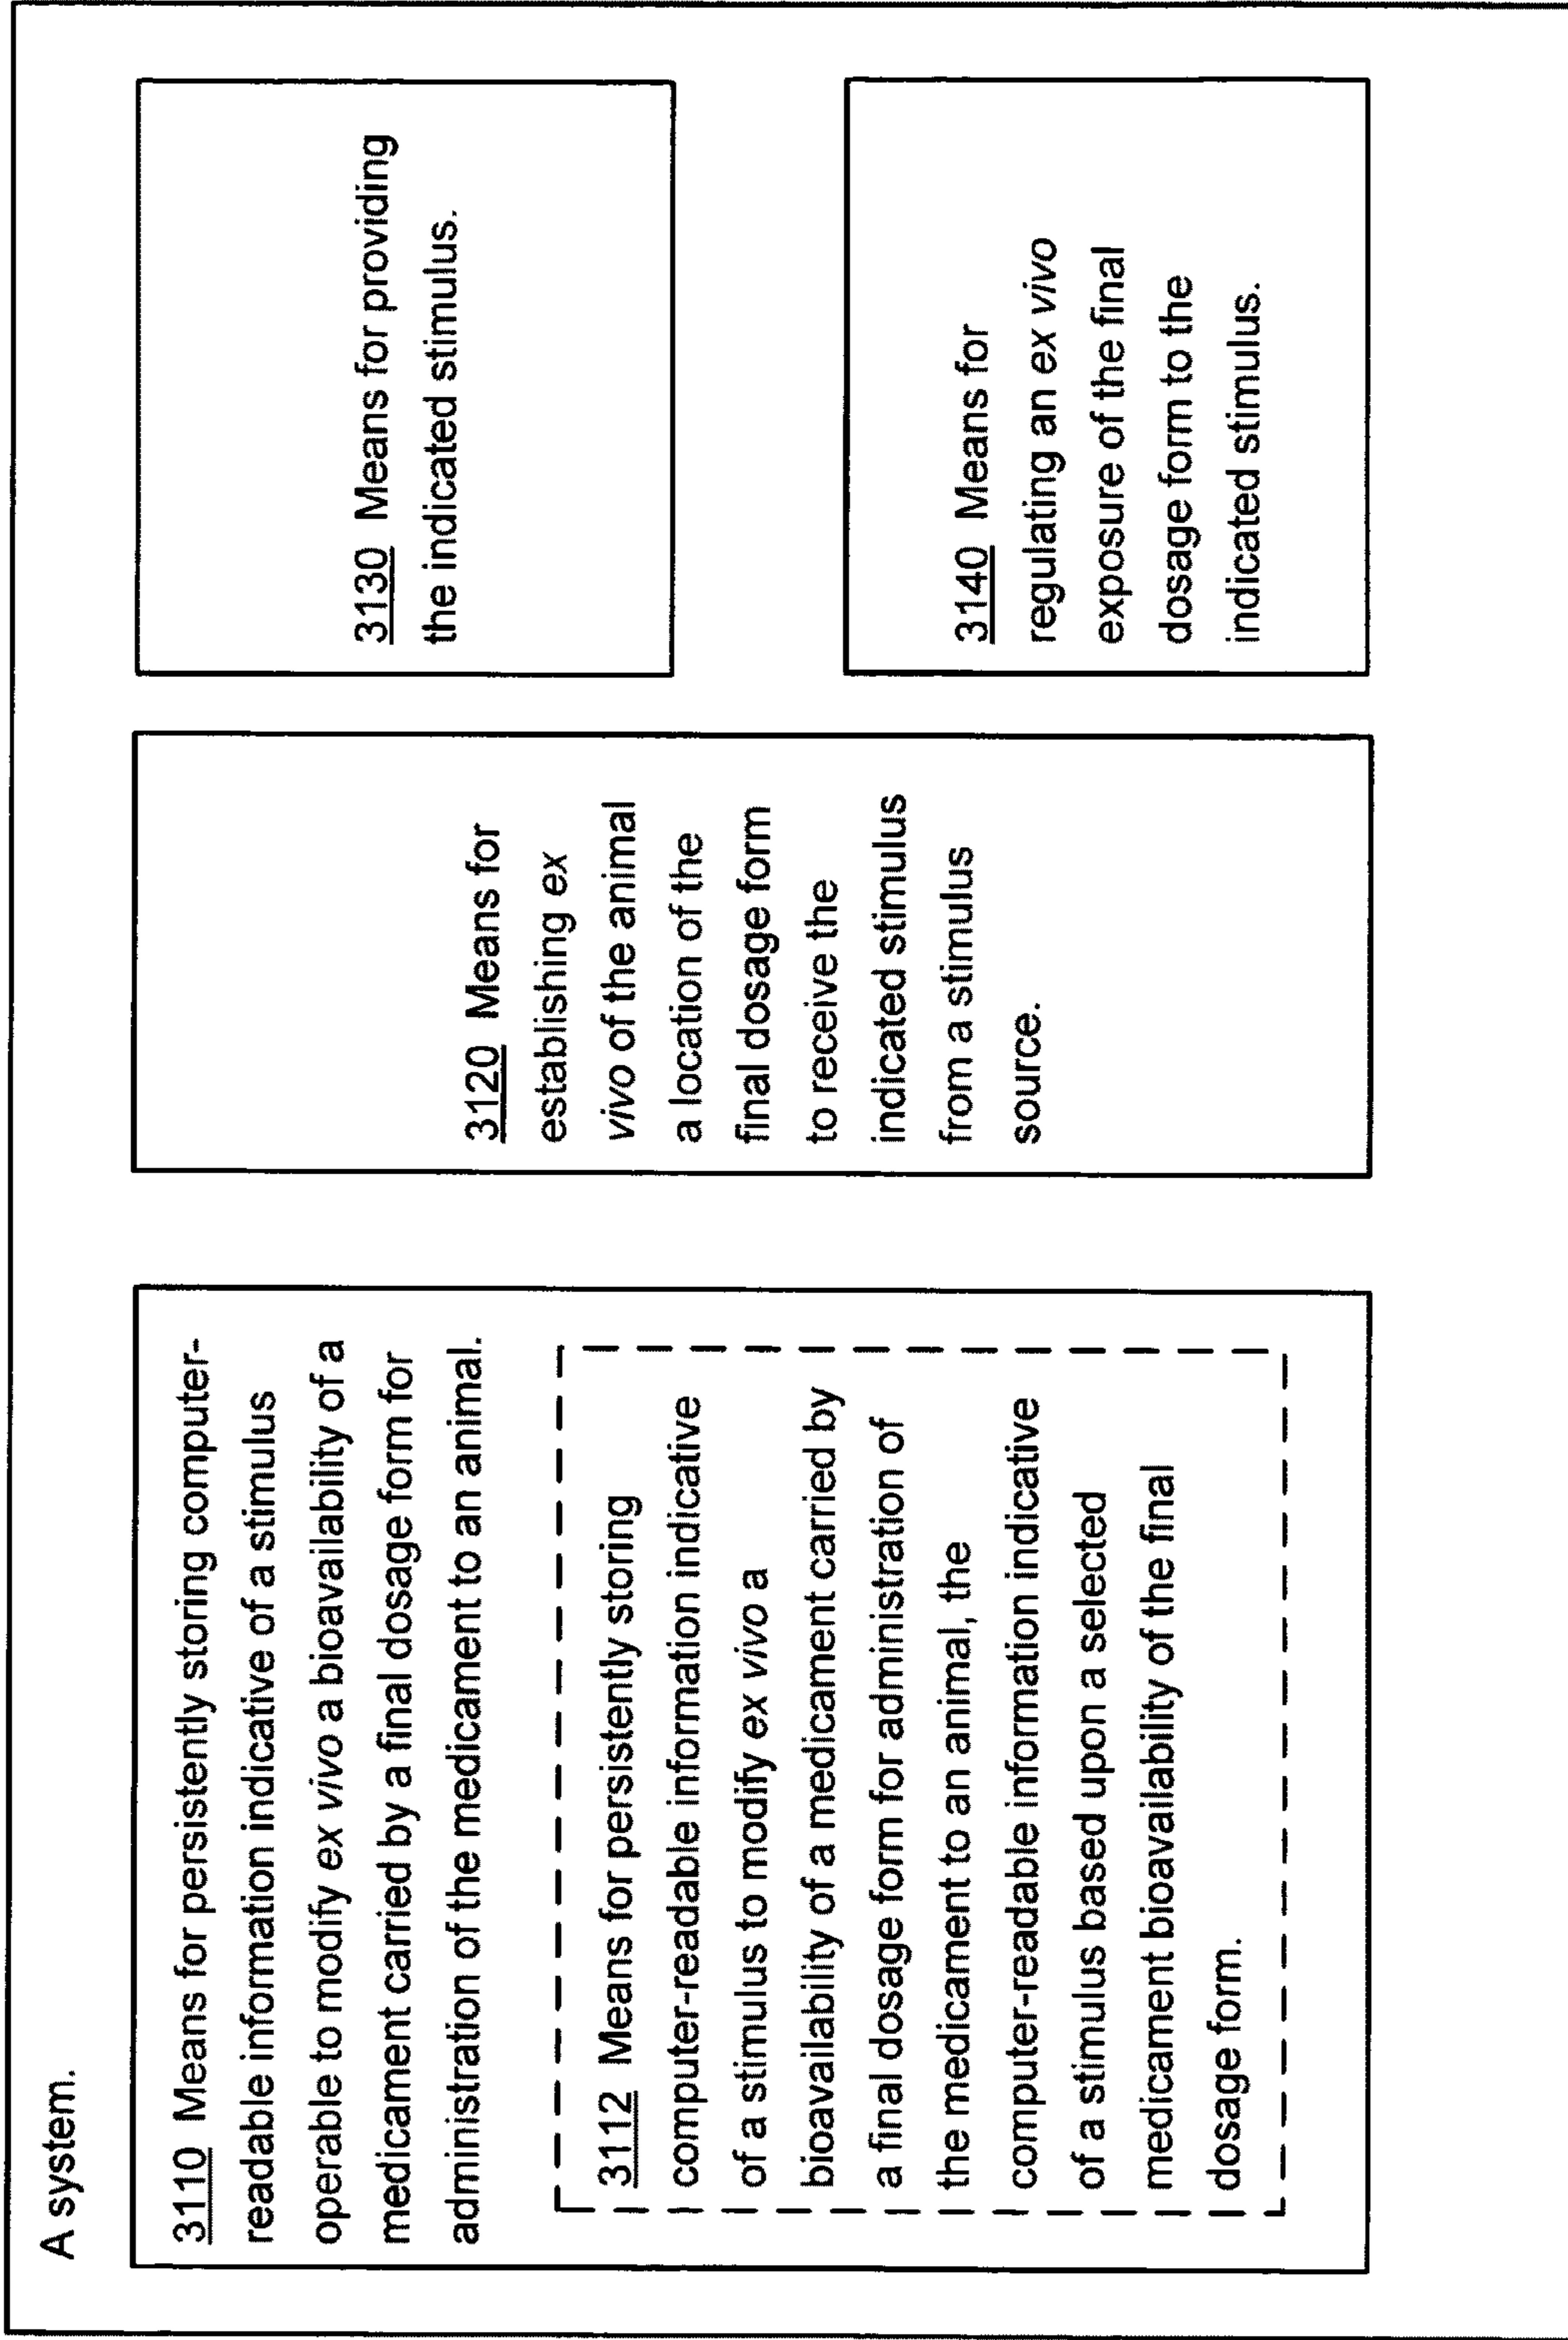 A system.
3110 Means for persistently storing computer-
readable information indicative of a stimulus
operable to modify ex vivo a bioavailability of a
medicament carried by a final dosage form for
administration of the medicament to an animal.
3112 Means for persistently storing
computer-readable information indicative
of a stimulus to modify ex vivo a
bioavailability of a medicament carried by
a final dosage form for administration of
the medicament to an animal, the
computer-readable information indicative
of a stimulus based upon a selected
medicament bioavailability of the final
dosage form.
3120 Means for
establishing ex
vivo of the animal
a location of the
final dosage form
to receive the
indicated stimulus
from a stimulus
source.
3130 Means for providing
the indicated stimulus.
3140 Means for
regulating an ex vivo
exposure of the final
dosage form to the
indicated stimulus.